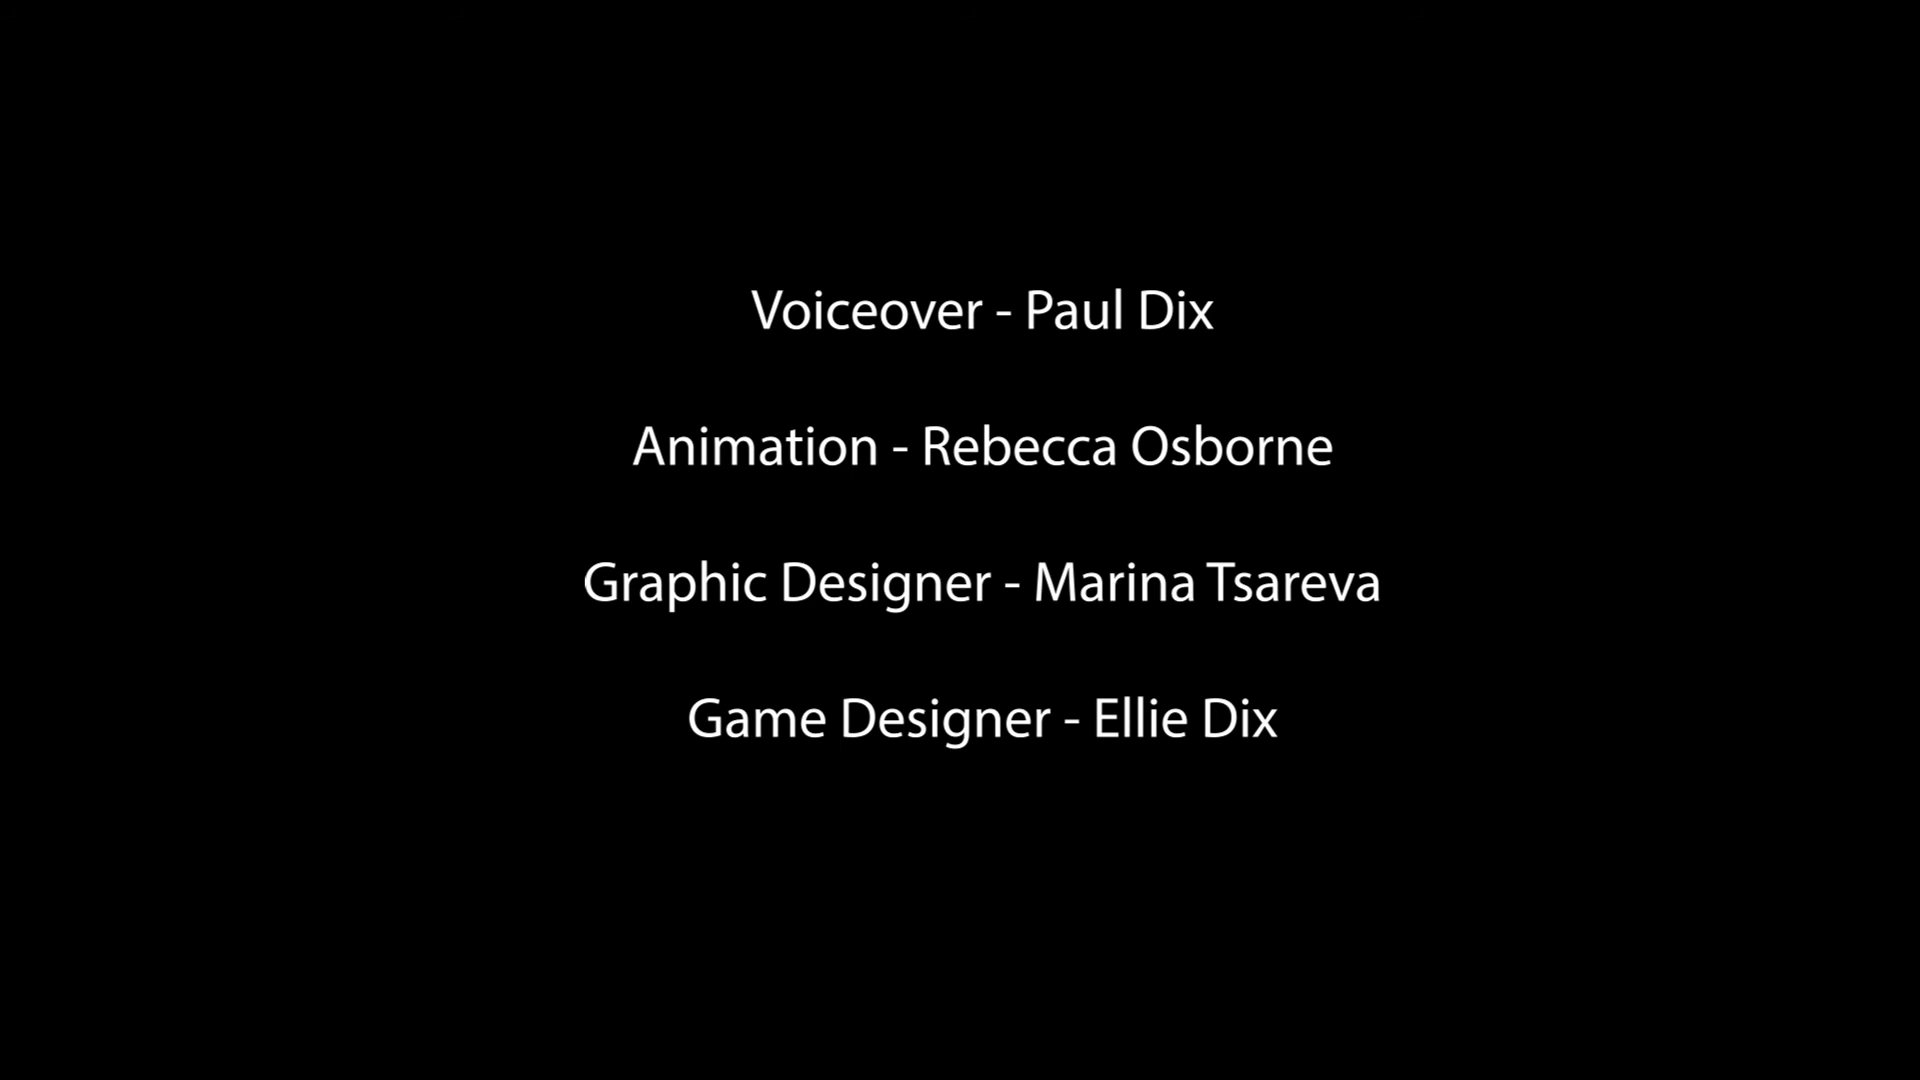 Voiceover - Paul Dix
Animation - Rebecca Osborne
Graphic Designer - Marina Tsareva
Game Designer - Ellie Dix